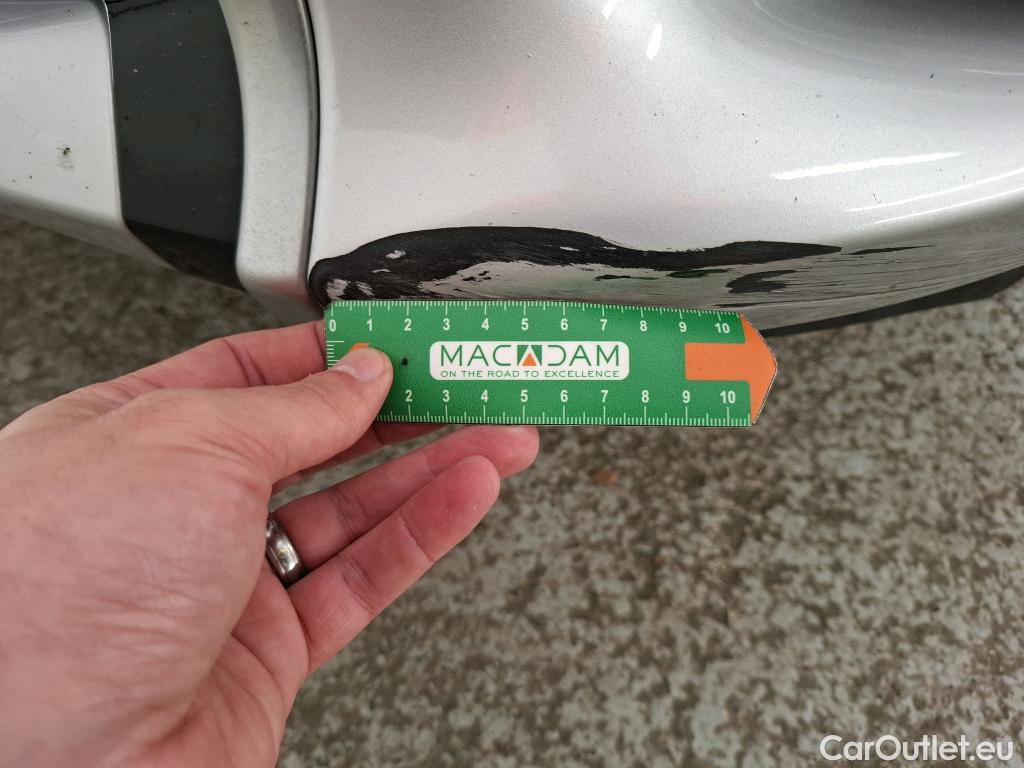 0 1 2 3 4 5 6 7 8 9 10
MACADAM
ON THE ROAD TO EXCELLENCE
2 3 4 5 6 7 8 9 10
CarOutlet.eu